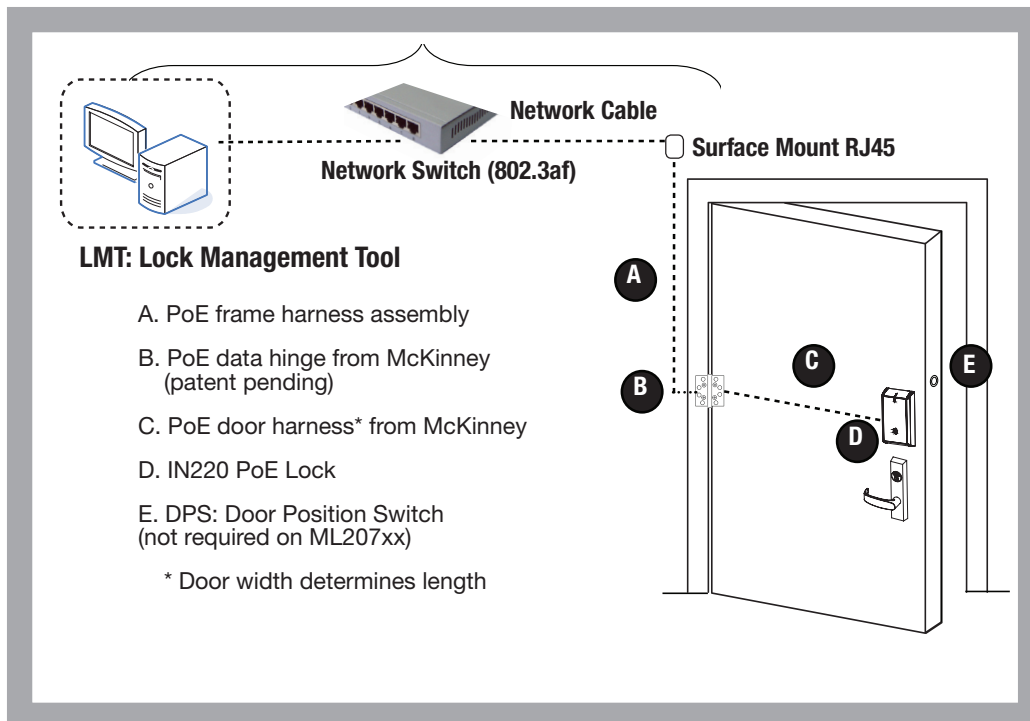 Network Cable
Network Switch (802.3af)
Surface Mount RJ45
LMT: Lock Management Tool
A. PoE frame harness assembly
B. PoE data hinge from McKinney
(patent pending)
C. PoE door harness* from McKinney
D. IN220 PoE Lock
E. DPS: Door Position Switch
(not required on ML207xx)
* Door width determines length
A
B
C
D
E